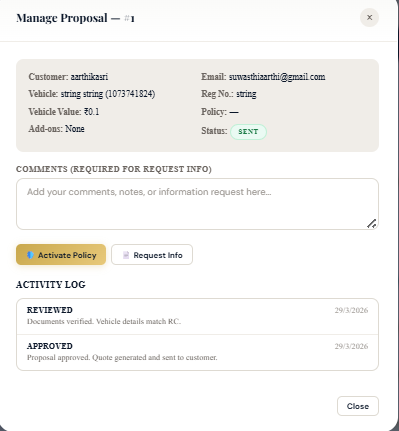 Manage Proposal — #1
×
Customer: aarthikasri
Email: suwasthiaarthi@gmail.com
Vehicle: string string (1073741824)
Reg No.: string
Vehicle Value: ₹0.1
Policy: —
Add-ons: None
Status: SENT
COMMENTS (REQUIRED FOR REQUEST INFO)
Add your comments, notes, or information request here...
Activate Policy
Request Info
ACTIVITY LOG
REVIEWED
29/3/2026
Documents verified. Vehicle details match RC.
APPROVED
29/3/2026
Proposal approved. Quote generated and sent to customer.
Close